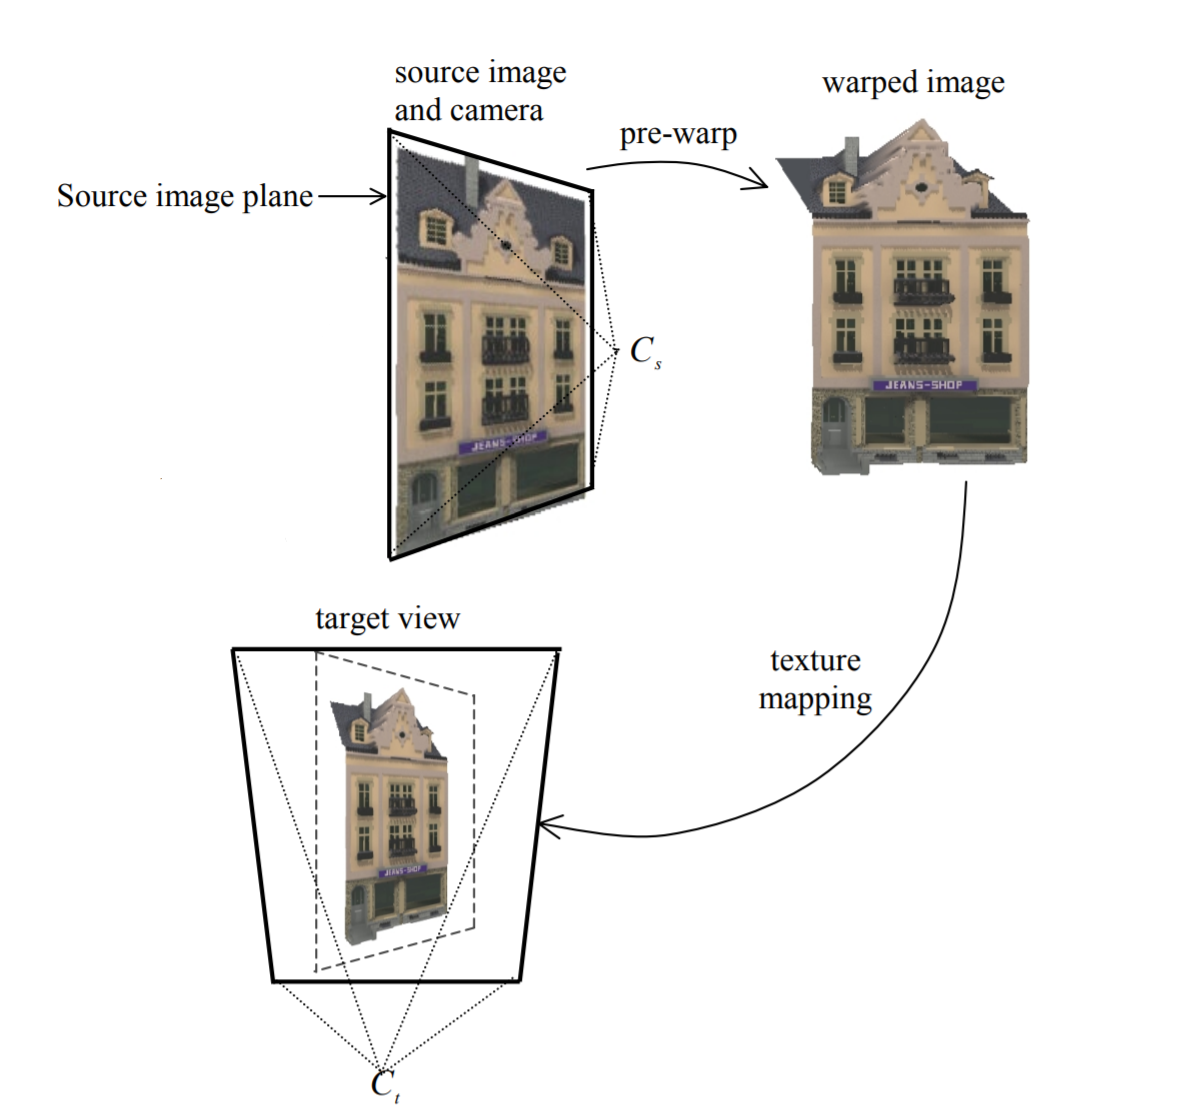 source image
and camera
warped image
pre-warp
Source image plane
C_s
JEANS-SHOP
JEANS-SHOP
target view
texture
mapping
JEANS-SHOP
C_t